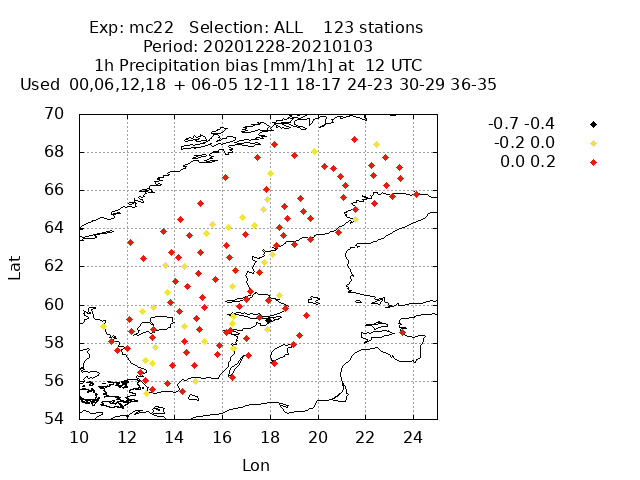 Exp: mc22   Selection: ALL    123 stations
Period: 20201228-20210103
1h Precipitation bias [mm/1h] at  12 UTC
Used  00,06,12,18  + 06-05 12-11 18-17 24-23 30-29 36-35
-0.7 -0.4
-0.2 0.0
0.0 0.2
Lat
70
68
66
64
62
60
58
56
54
10 12 14 16 18 20 22 24
Lon